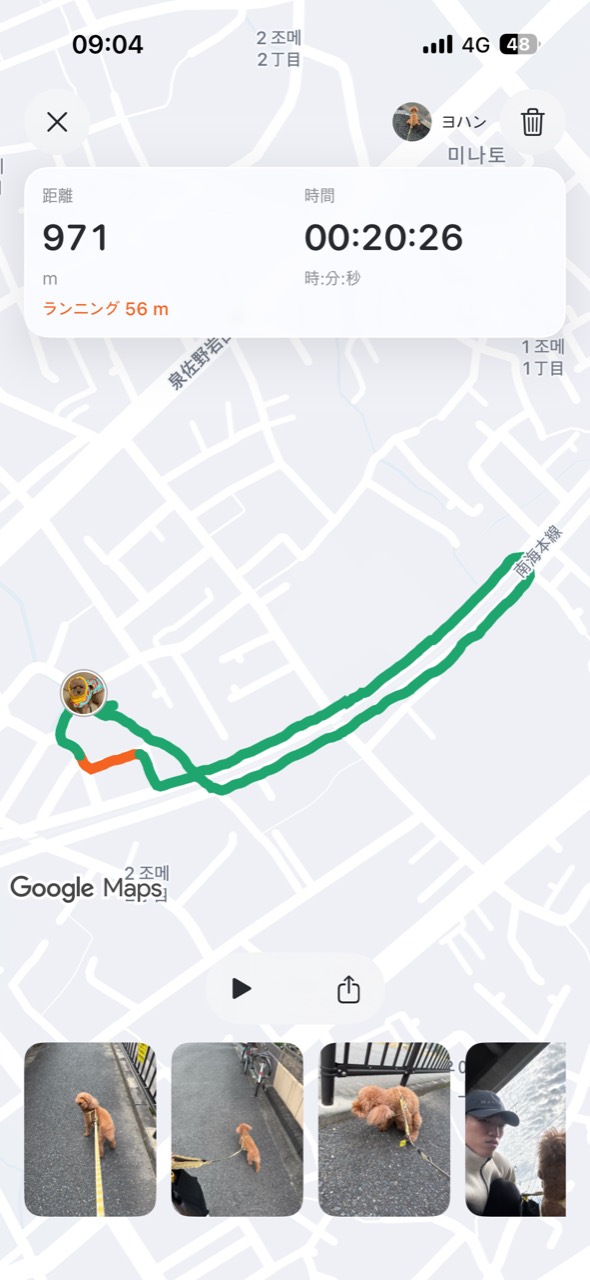 09:04
4G
48
2 조메
2丁目
ヨハン
미나토
距離
時間
971
00:20:26
m
時:分:秒
ランニング 56 m
泉佐野岩
1 조메
1丁目
南海本線
2 조메
Google Maps